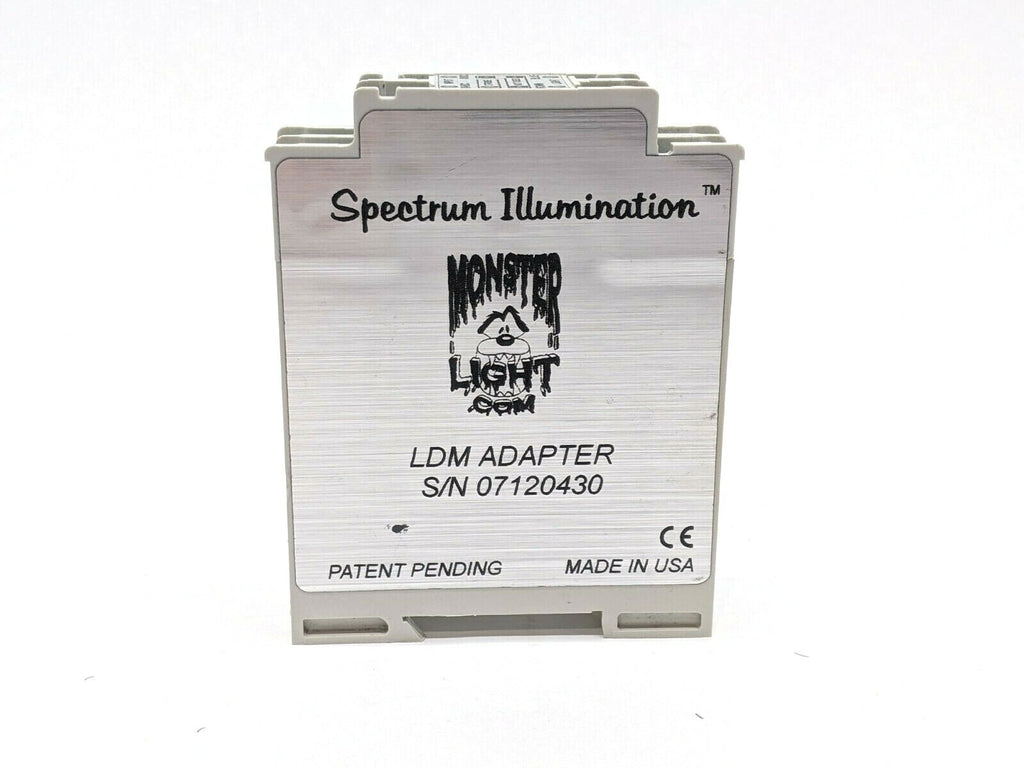 Spectrum Illumination™
MONSTER
LIGHT
.COM
LDM ADAPTER
S/N 07120430
CE
PATENT PENDING
MADE IN USA